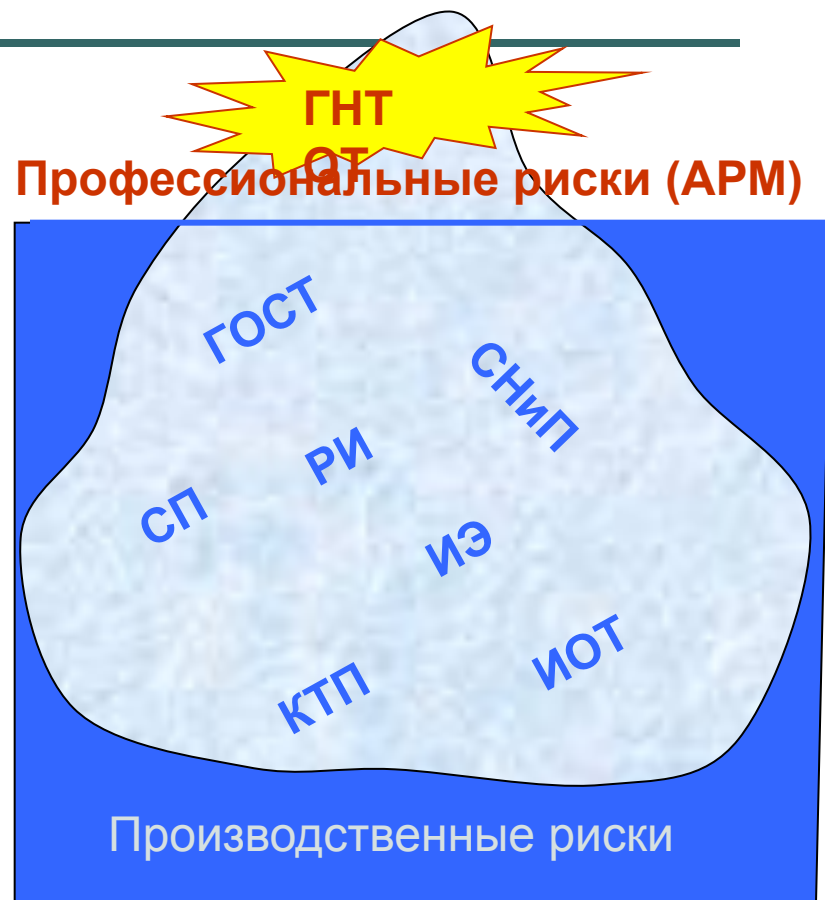 ГНТ
ОТ
Профессиональные риски (АРМ)
ГОСТ
СНиП
РИ
СП
ИЭ
ИОТ
КТП
Производственные риски